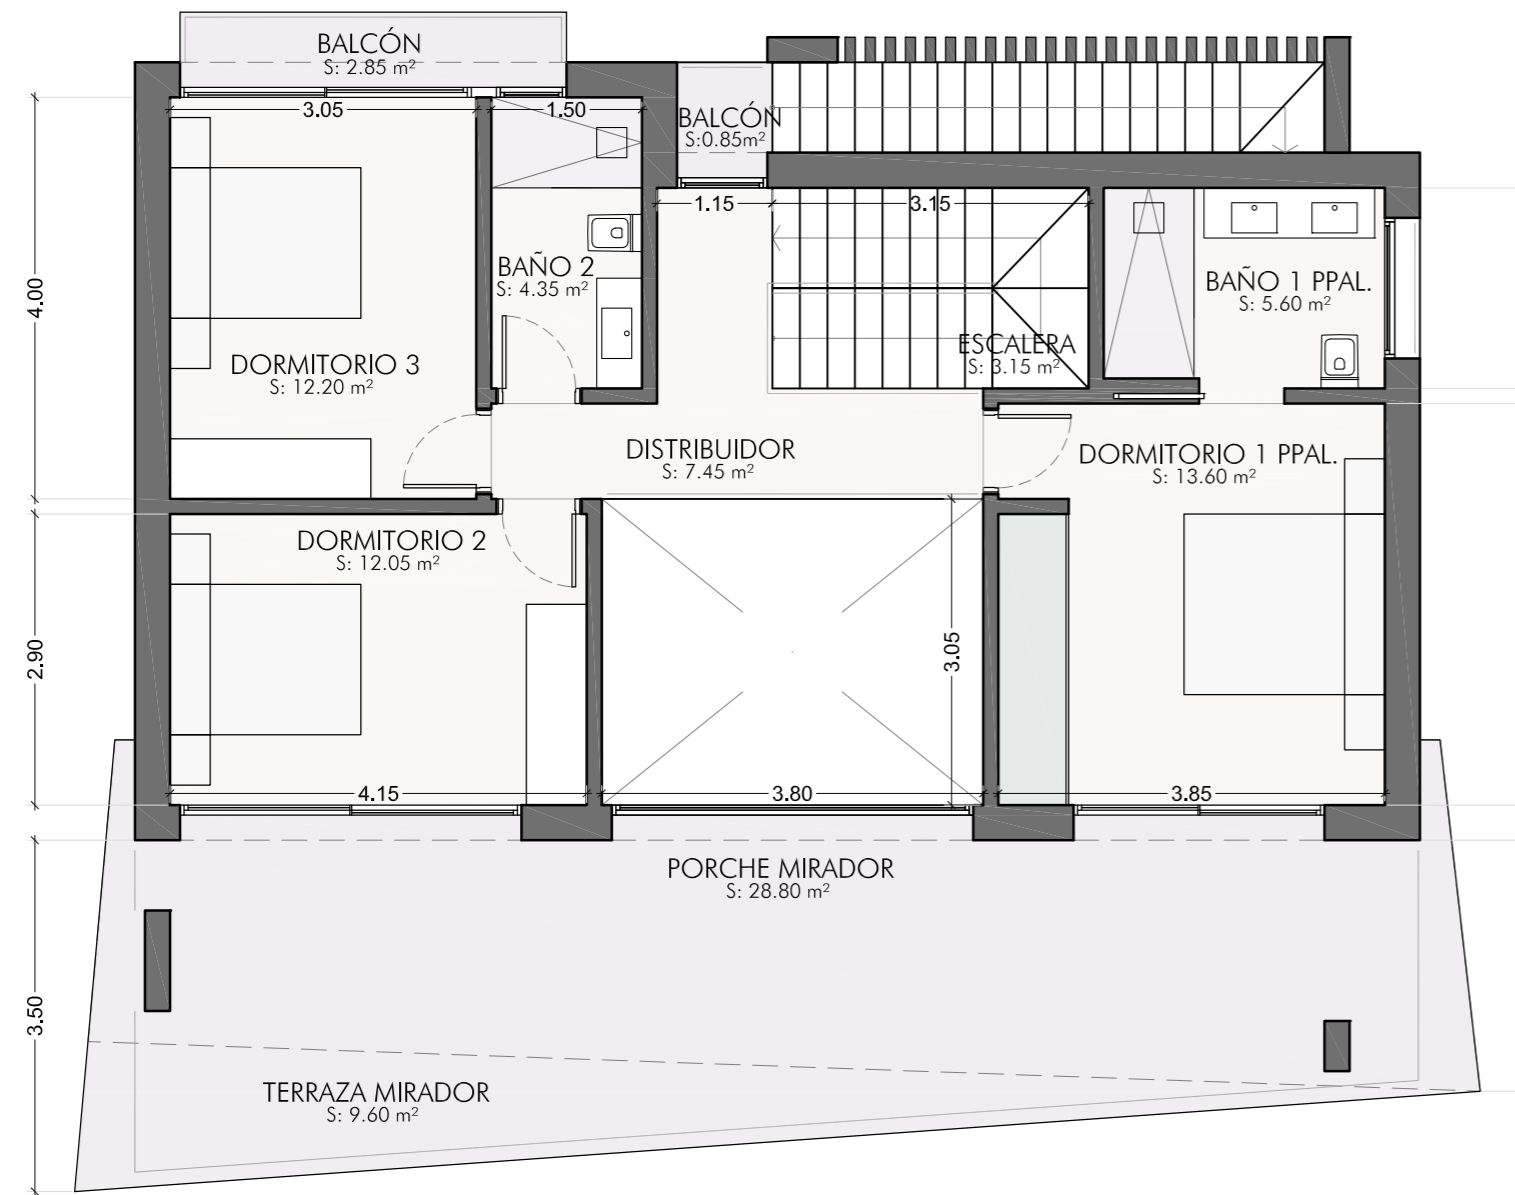 BALCÓN
S: 2.85 m²
3.05
1.50
BALCÓN
S:0.85m²
1.15
3.15
4.00
BAÑO 2
S: 4.35 m²
BAÑO 1 PPAL.
S: 5.60 m²
ESCALERA
S: 3.15 m²
DORMITORIO 3
S: 12.20 m²
DISTRIBUIDOR
S: 7.45 m²
DORMITORIO 1 PPAL.
S: 13.60 m²
DORMITORIO 2
S: 12.05 m²
2.90
3.05
4.15
3.80
3.85
PORCHE MIRADOR
S: 28.80 m²
3.50
TERRAZA MIRADOR
S: 9.60 m²